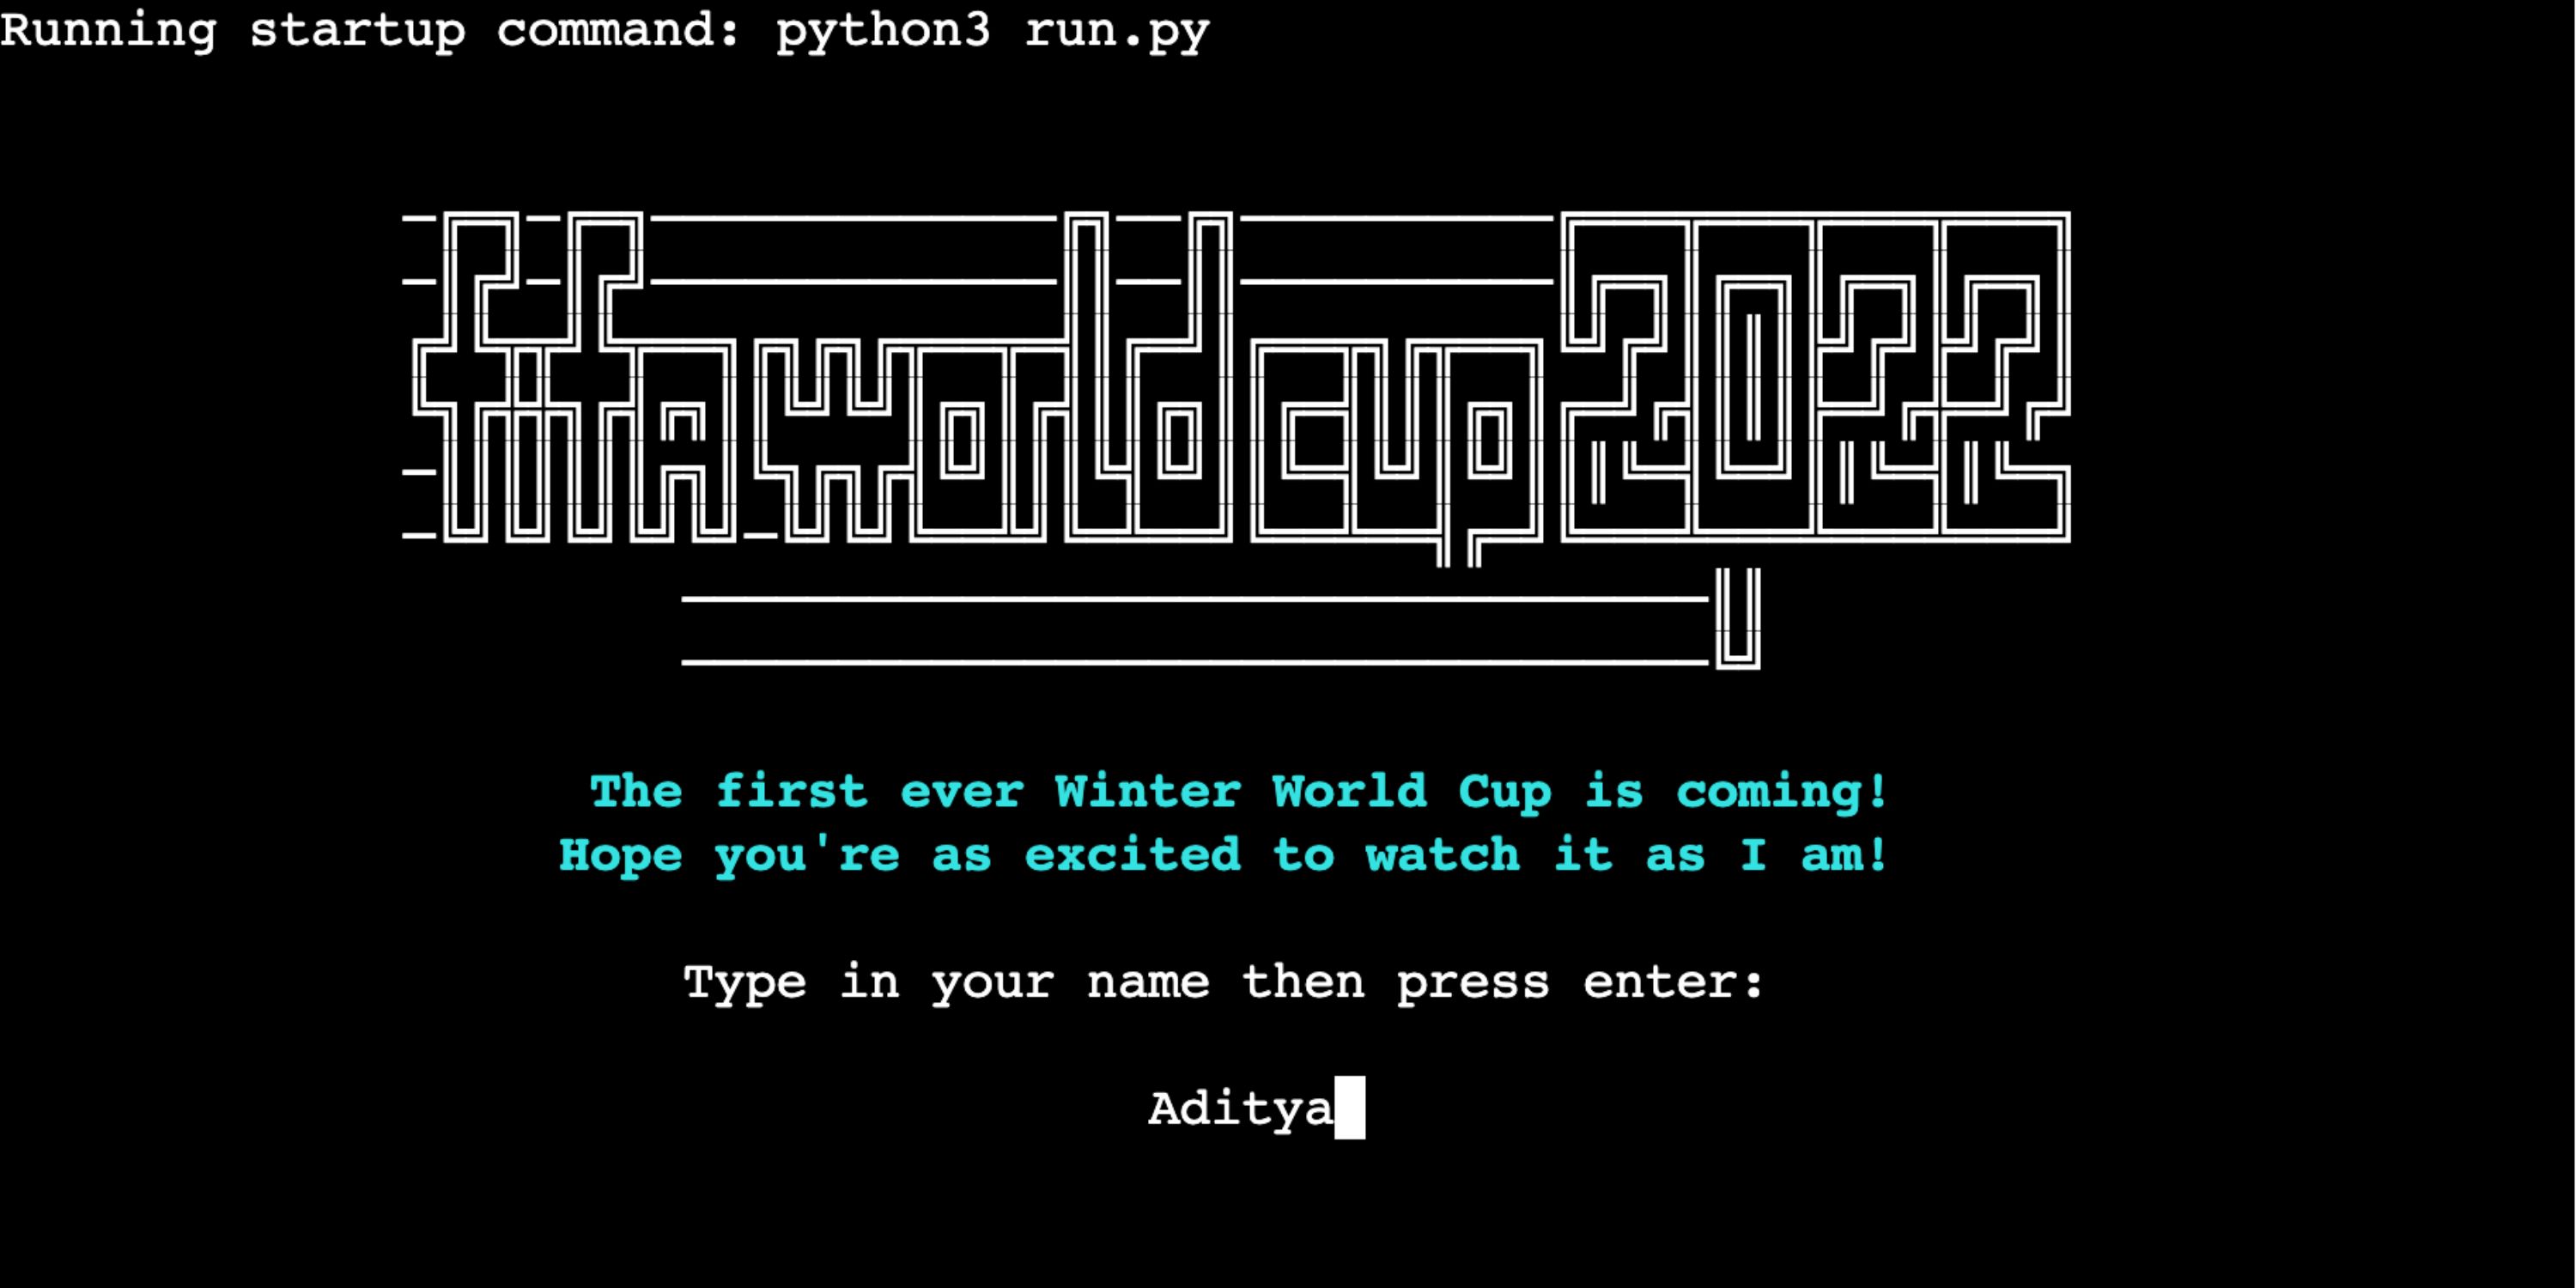 Running startup command: python3 run.py
fifa world cup 2022
The first ever Winter World Cup is coming!
Hope you're as excited to watch it as I am!
Type in your name then press enter:
Aditya